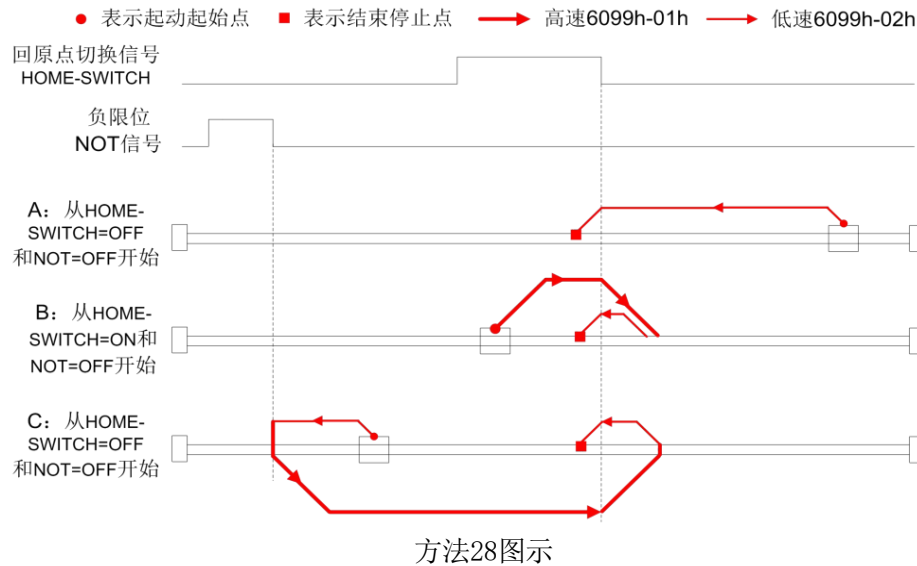 表示起动起始点 表示结束停止点 高速6099h-01h 低速6099h-02h
回原点切换信号
HOME-SWITCH
负限位
NOT信号
A：从HOME-
SWITCH=OFF
和NOT=OFF开始
B：从HOME-
SWITCH=ON和
NOT=OFF开始
C：从HOME-
SWITCH=OFF
和NOT=OFF开始
方法28图示